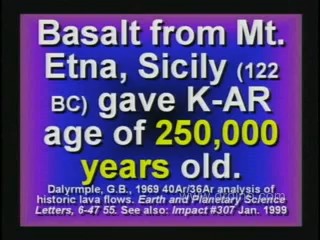 Basalt from Mt.
Etna, Sicily (122
BC) gave K-AR
age of 250,000
years old.
Dalyrmple, G.B., 1969 40Ar/36Ar analysis of
historic lava flows. Earth and Planetary Science
Letters, 6-47 55. See also: Impact #307 Jan. 1999